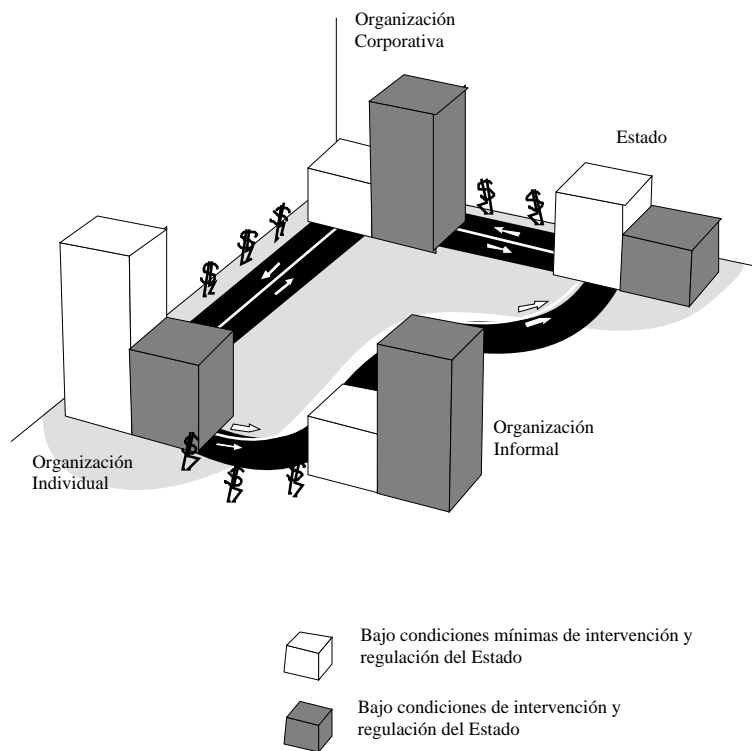 Organización
Corporativa
Estado
Organización
Informal
Organización
Individual
Bajo condiciones mínimas de intervención y
regulación del Estado
Bajo condiciones de intervención y
regulación del Estado